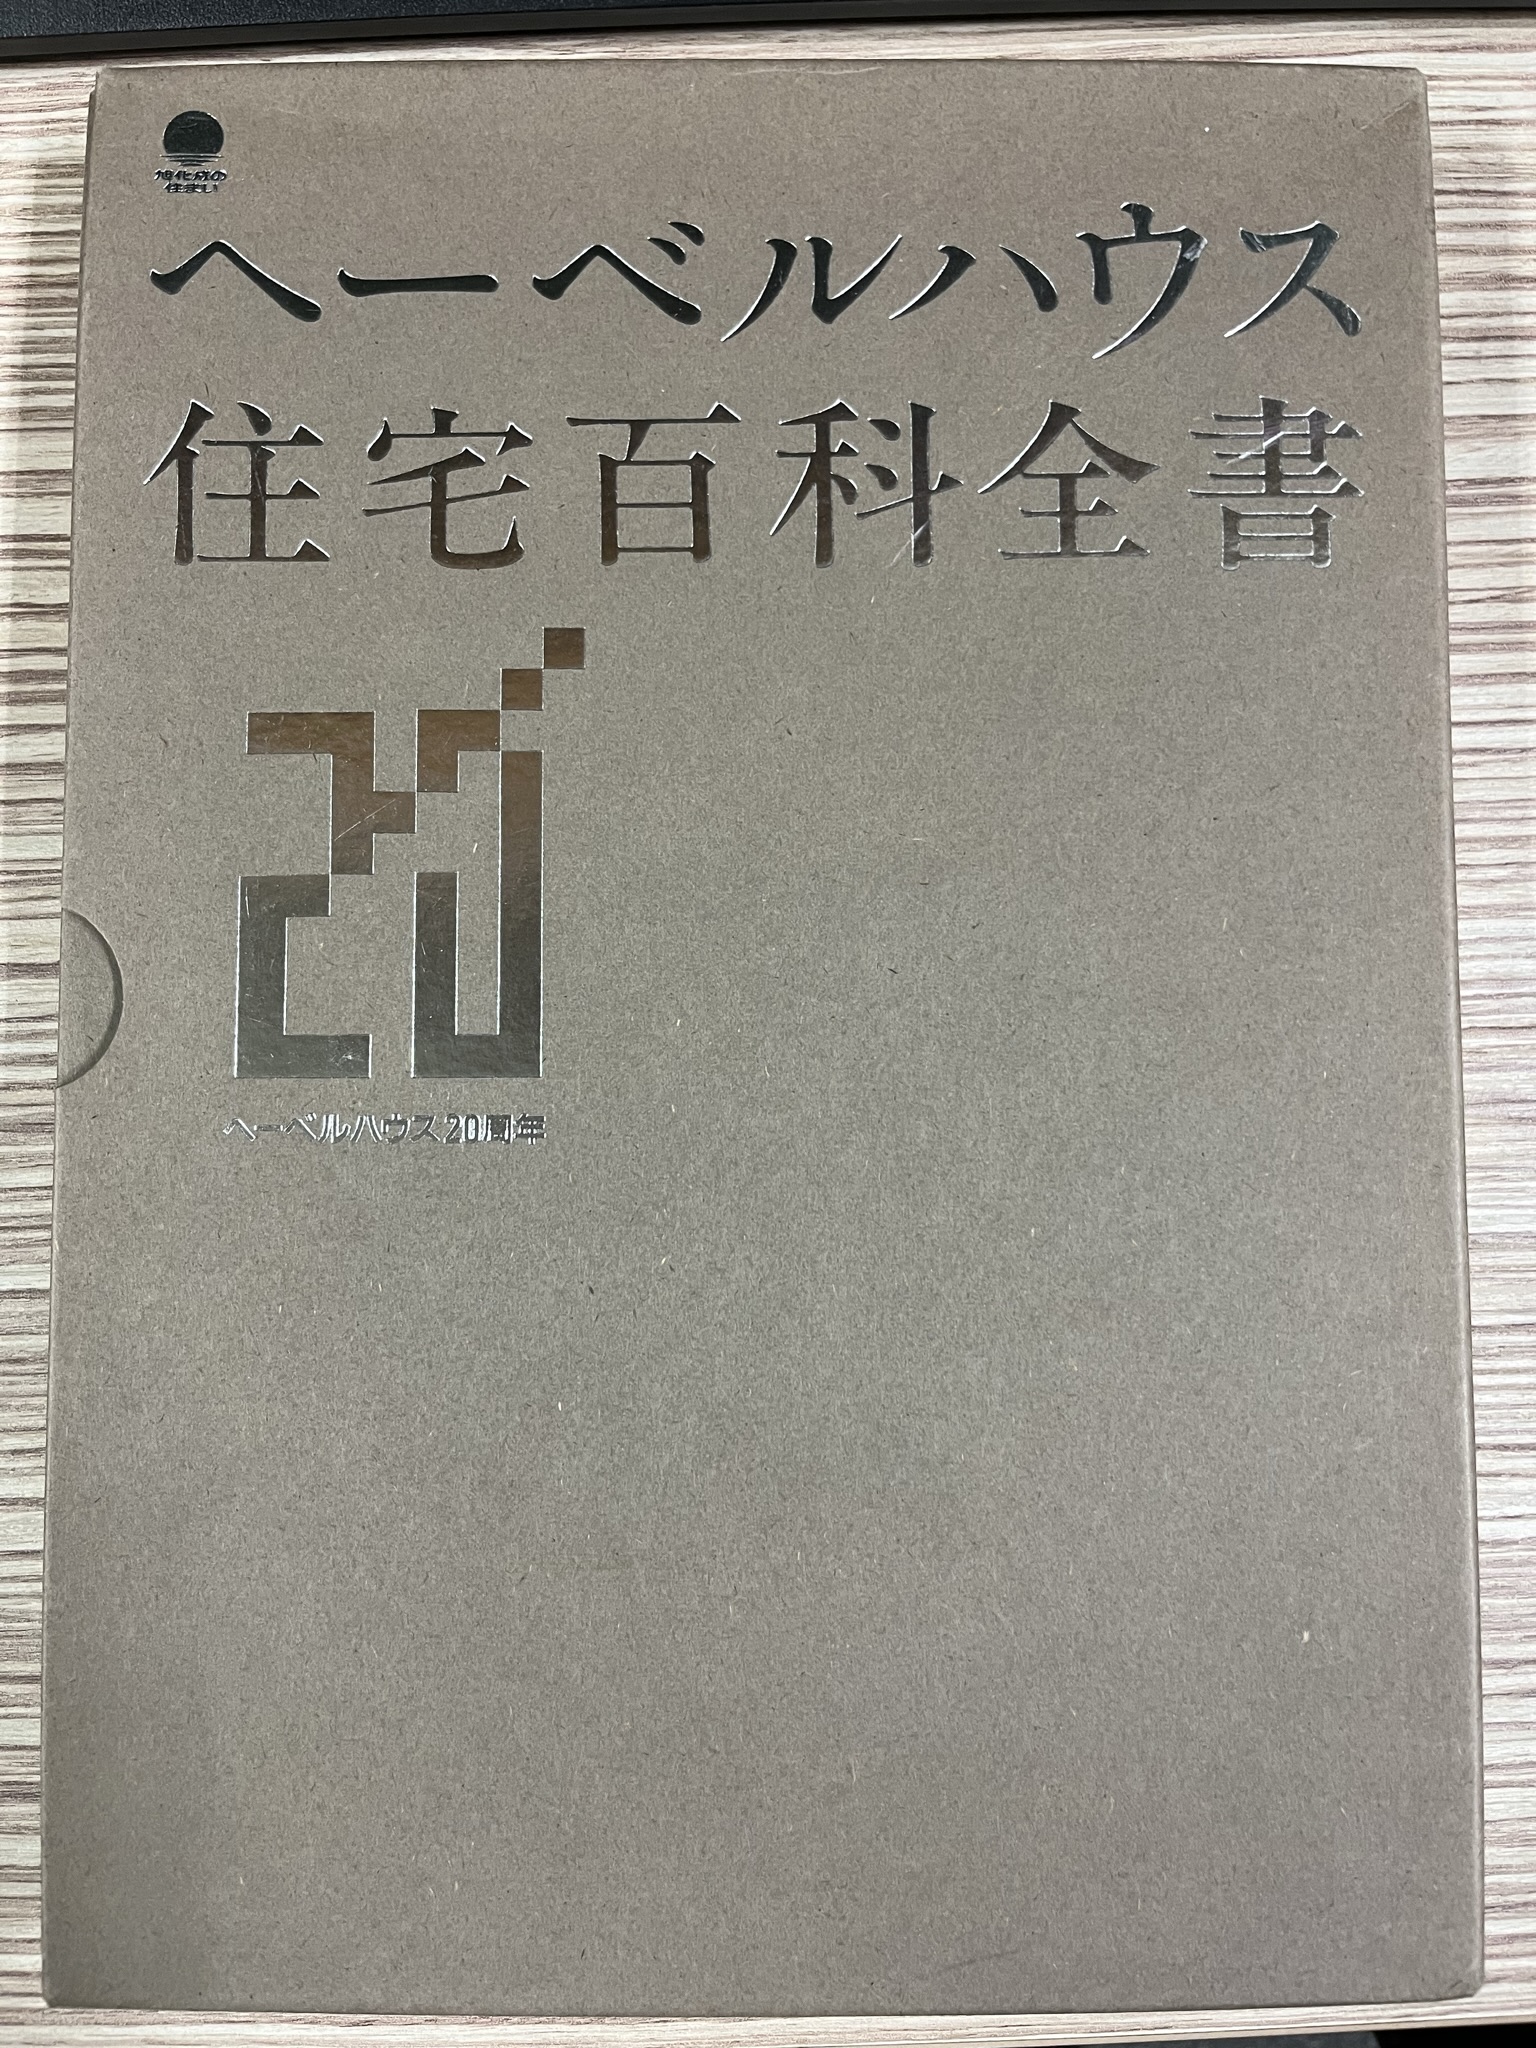 旭化成の
住まい
ヘーベルハウス
住宅百科全書
20
ヘーベルハウス20周年